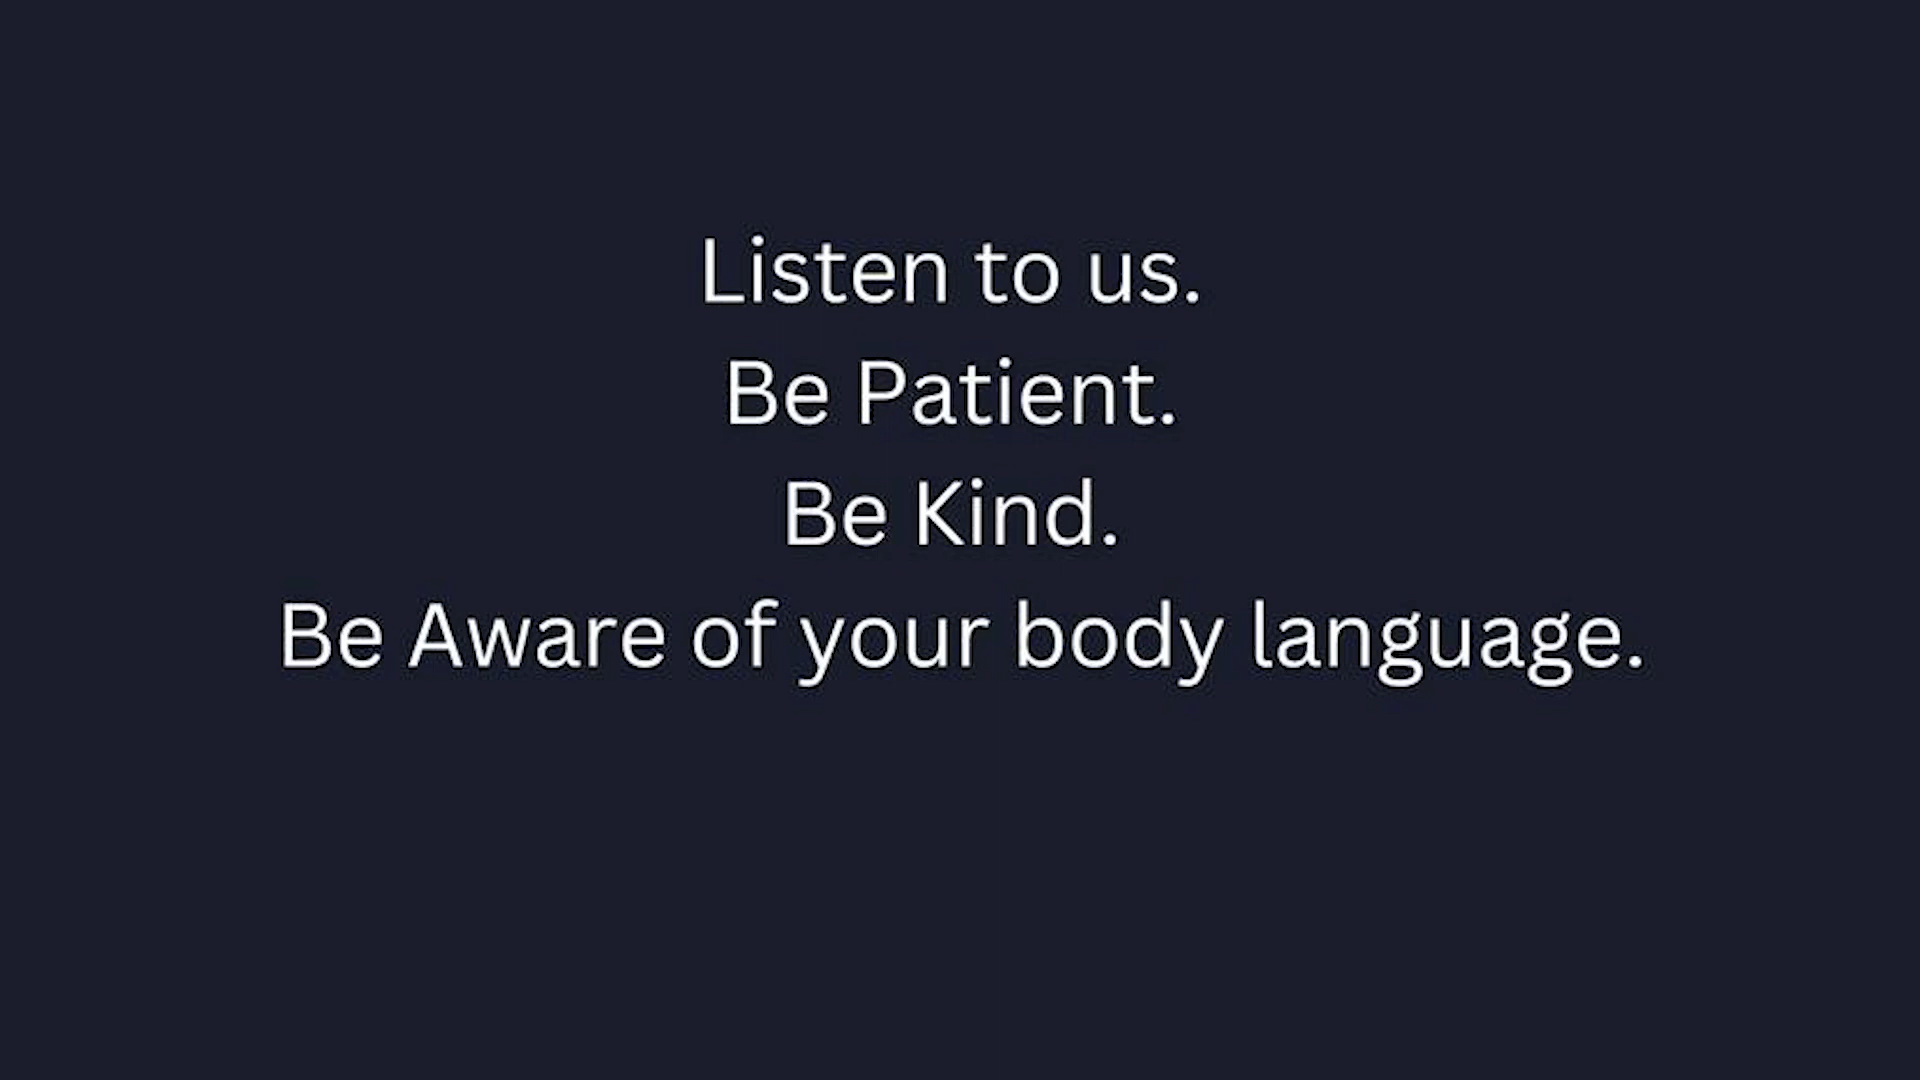 Listen to us.
Be Patient.
Be Kind.
Be Aware of your body language.